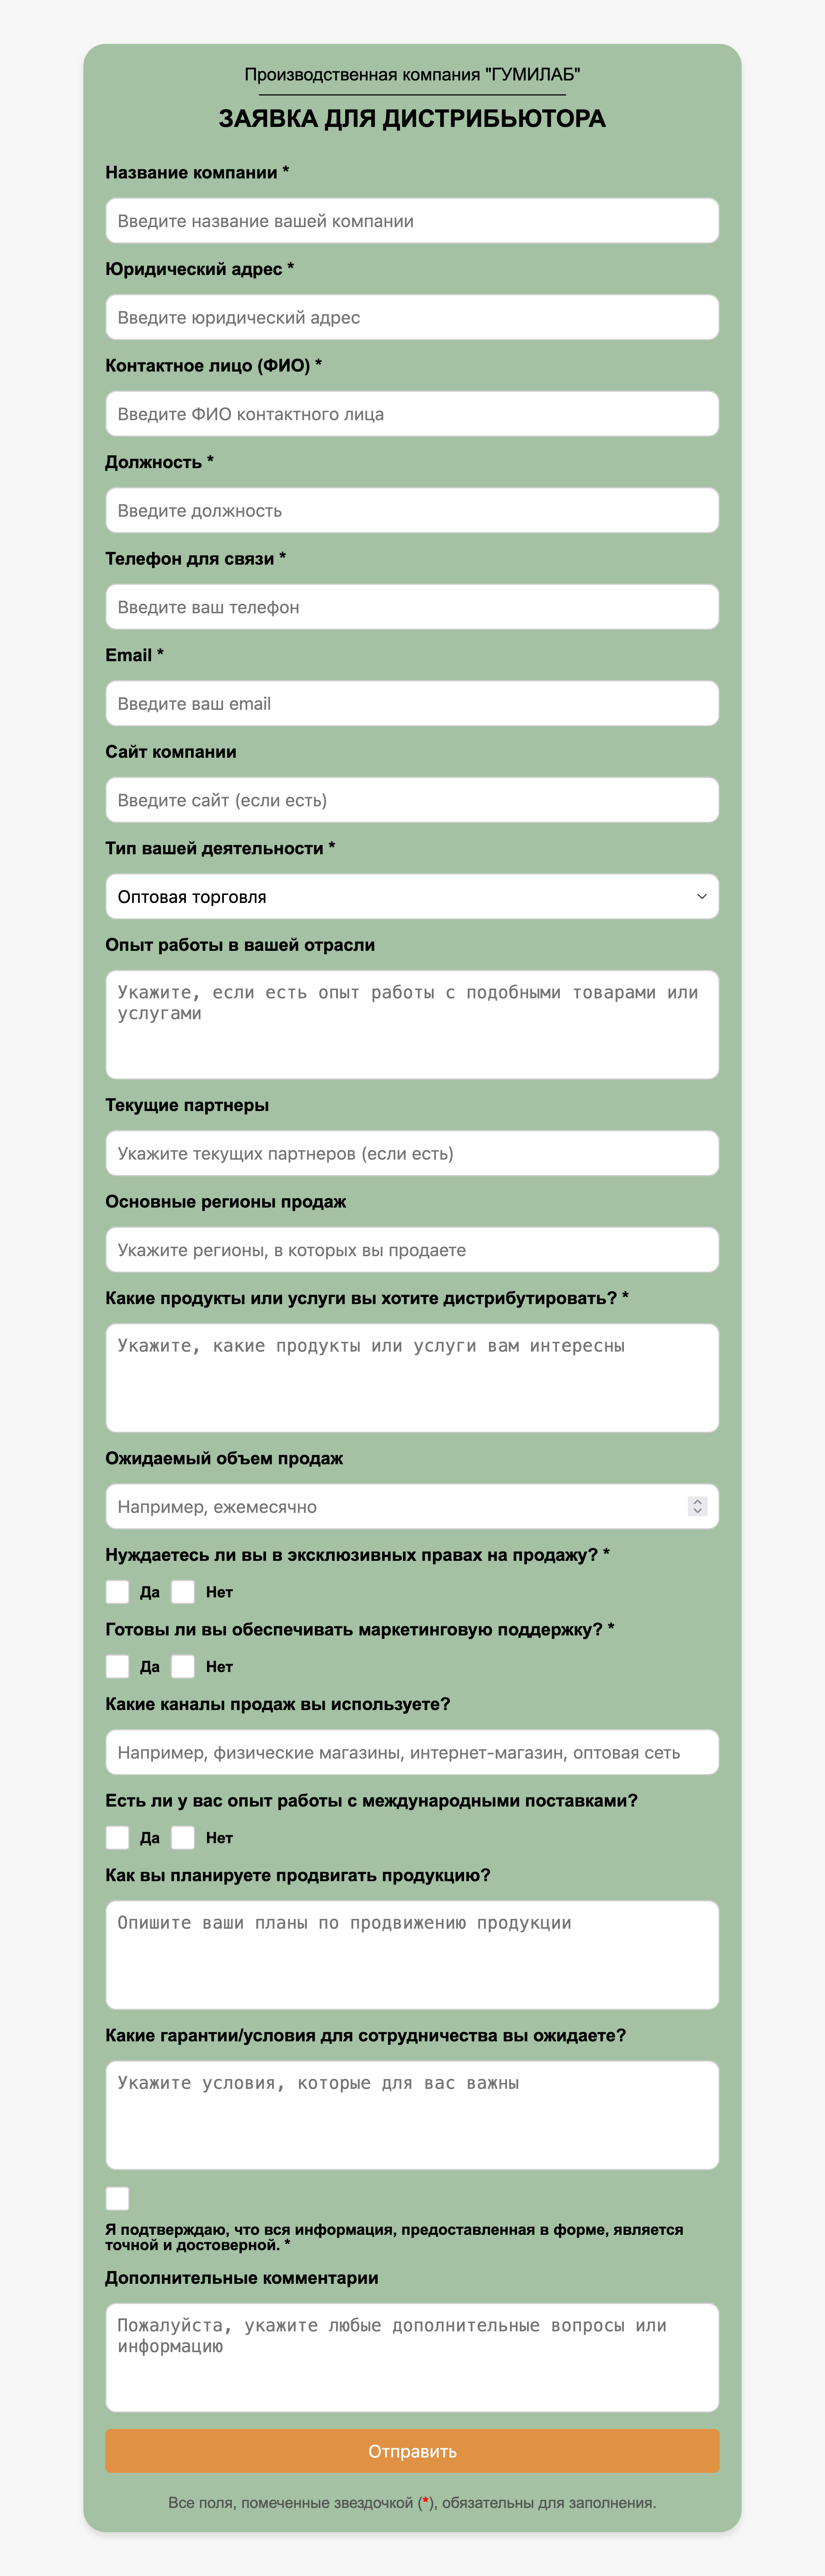 Производственная компания "ГУМИЛАБ"
ЗАЯВКА ДЛЯ ДИСТРИБЬЮТОРА
Название компании *
Введите название вашей компании
Юридический адрес *
Введите юридический адрес
Контактное лицо (ФИО) *
Введите ФИО контактного лица
Должность *
Введите должность
Телефон для связи *
Введите ваш телефон
Email *
Введите ваш email
Сайт компании
Введите сайт (если есть)
Тип вашей деятельности *
Оптовая торговля
Опыт работы в вашей отрасли
Укажите, если есть опыт работы с подобными товарами или
услугами
Текущие партнеры
Укажите текущих партнеров (если есть)
Основные регионы продаж
Укажите регионы, в которых вы продаете
Какие продукты или услуги вы хотите дистрибутировать? *
Укажите, какие продукты или услуги вам интересны
Ожидаемый объем продаж
Например, ежемесячно
Нуждаетесь ли вы в эксклюзивных правах на продажу? *
Да Нет
Готовы ли вы обеспечивать маркетинговую поддержку? *
Да Нет
Какие каналы продаж вы используете?
Например, физические магазины, интернет-магазин, оптовая сеть
Есть ли у вас опыт работы с международными поставками?
Да Нет
Как вы планируете продвигать продукцию?
Опишите ваши планы по продвижению продукции
Какие гарантии/условия для сотрудничества вы ожидаете?
Укажите условия, которые для вас важны
Я подтверждаю, что вся информация, предоставленная в форме, является
точной и достоверной. *
Дополнительные комментарии
Пожалуйста, укажите любые дополнительные вопросы или
информацию
Отправить
Все поля, помеченные звездочкой (*), обязательны для заполнения.